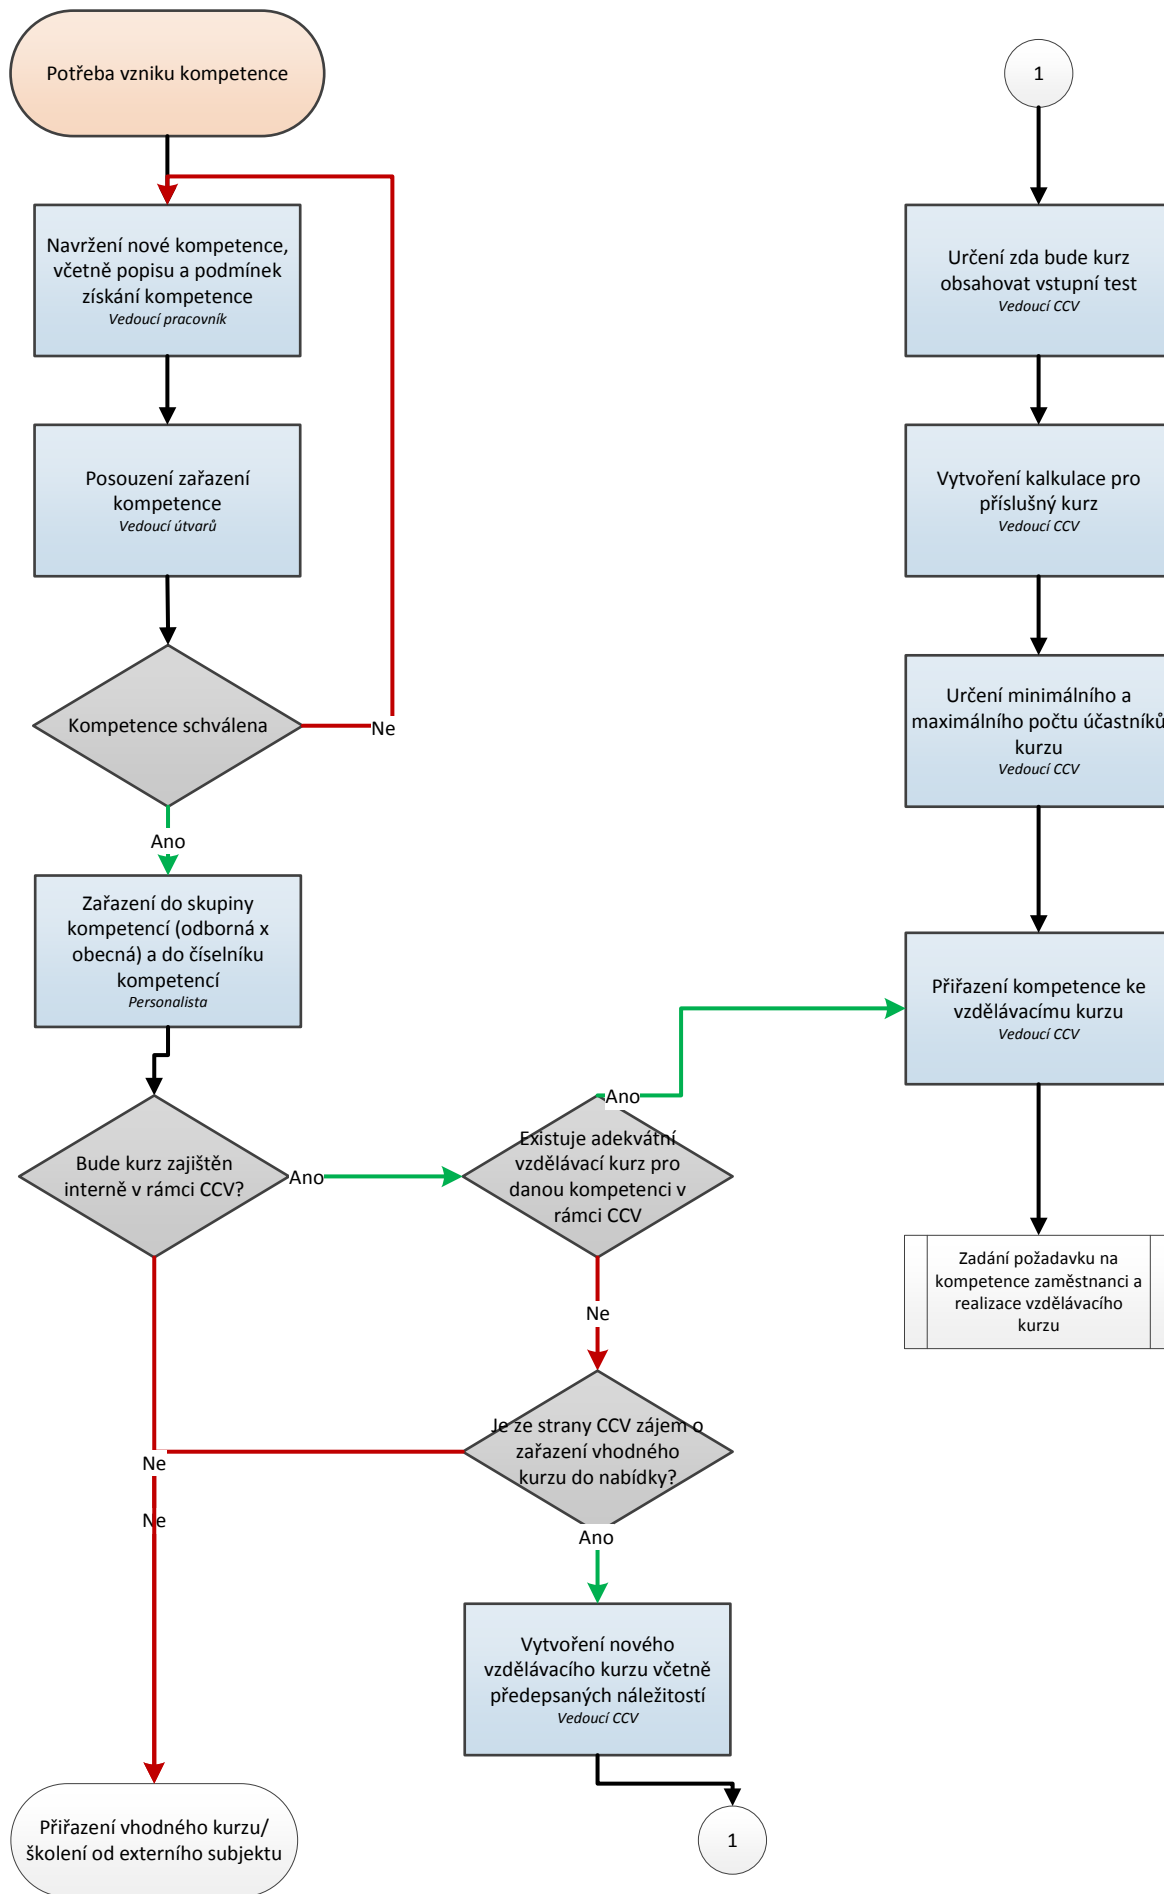 Potřeba vzniku kompetence
Navržení nové kompetence,
včetně popisu a podmínek
získání kompetence
Vedoucí pracovník
Posouzení zařazení
kompetence
Vedoucí útvarů
Kompetence schválena
Ne
Ano
Zařazení do skupiny
kompetencí (odborná x
obecná) a do číselníku
kompetencí
Personalista
Bude kurz zajištěn
interně v rámci CCV?
Ano
Existuje adekvátní
vzdělávací kurz pro
danou kompetenci v
rámci CCV
Ano
Ne
Je ze strany CCV zájem o
zařazení vhodného
kurzu do nabídky?
Ne
Ne
Ano
Vytvoření nového
vzdělávacího kurzu včetně
předepsaných náležitostí
Vedoucí CCV
1
Přiřazení vhodného kurzu/
školení od externího subjektu
1
Určení zda bude kurz
obsahovat vstupní test
Vedoucí CCV
Vytvoření kalkulace pro
příslušný kurz
Vedoucí CCV
Určení minimálního a
maximálního počtu účastníků
kurzu
Vedoucí CCV
Přiřazení kompetence ke
vzdělávacímu kurzu
Vedoucí CCV
Zadání požadavku na
kompetence zaměstnanci a
realizace vzdělávacího
kurzu